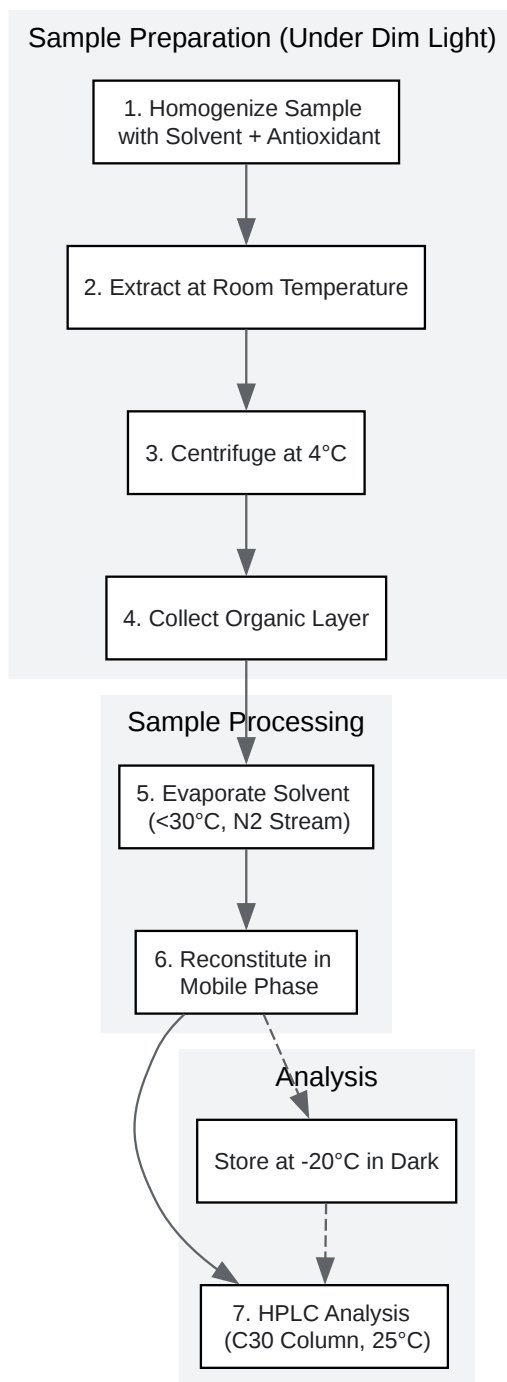 Sample Preparation (Under Dim Light)
1. Homogenize Sample
with Solvent + Antioxidant
2. Extract at Room Temperature
3. Centrifuge at 4°C
4. Collect Organic Layer
Sample Processing
5. Evaporate Solvent
(<30°C, N2 Stream)
6. Reconstitute in
Mobile Phase
Analysis
Store at -20°C in Dark
7. HPLC Analysis
(C30 Column, 25°C)